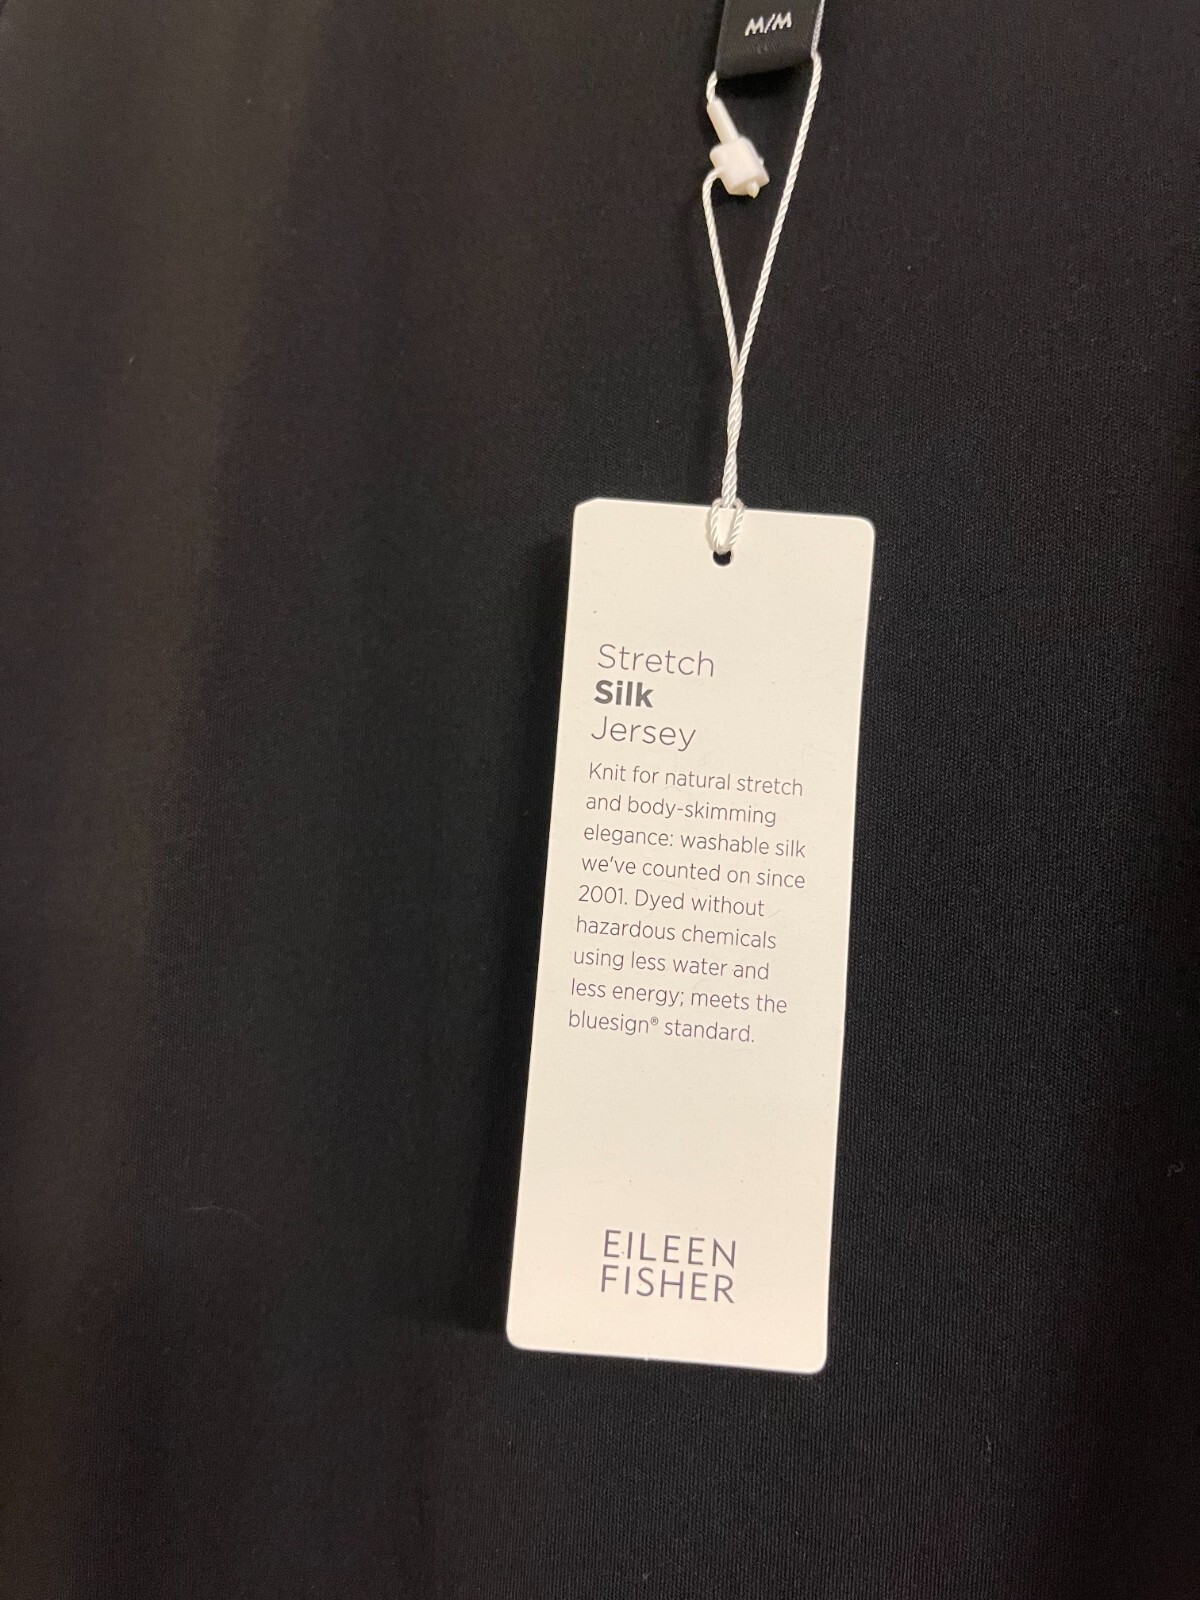 M/M
Stretch
Silk
Jersey
Knit for natural stretch
and body-skimming
elegance: washable silk
we've counted on since
2001. Dyed without
hazardous chemicals
using less water and
less energy; meets the
bluesign® standard.
EILEEN
FISHER